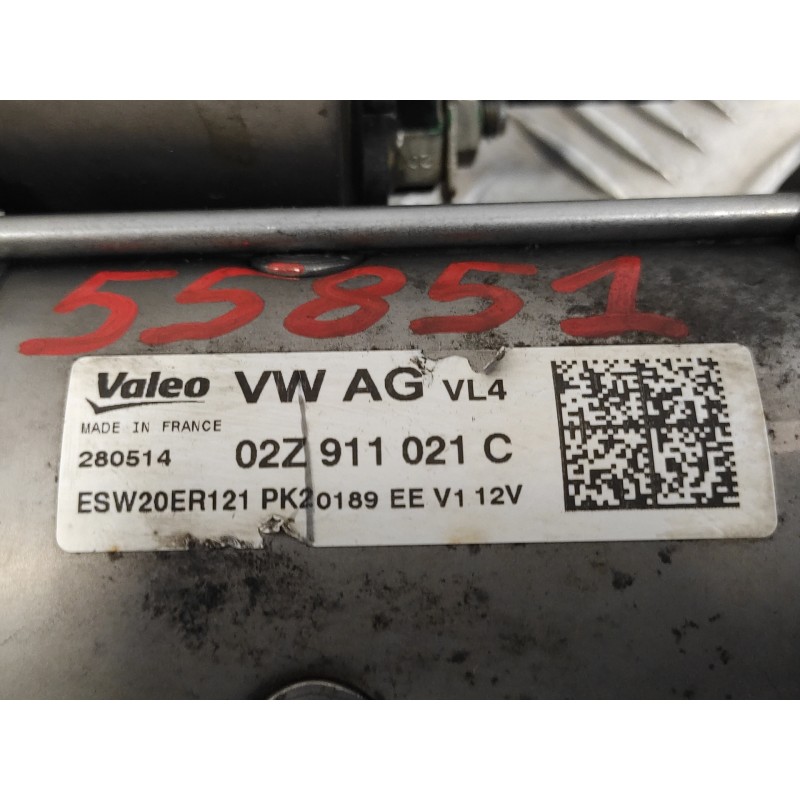 55851
Valeo VW AG VL4
MADE IN FRANCE
280514 02Z 911 021 C
ESW20ER121 PK20189 EE V1 12V